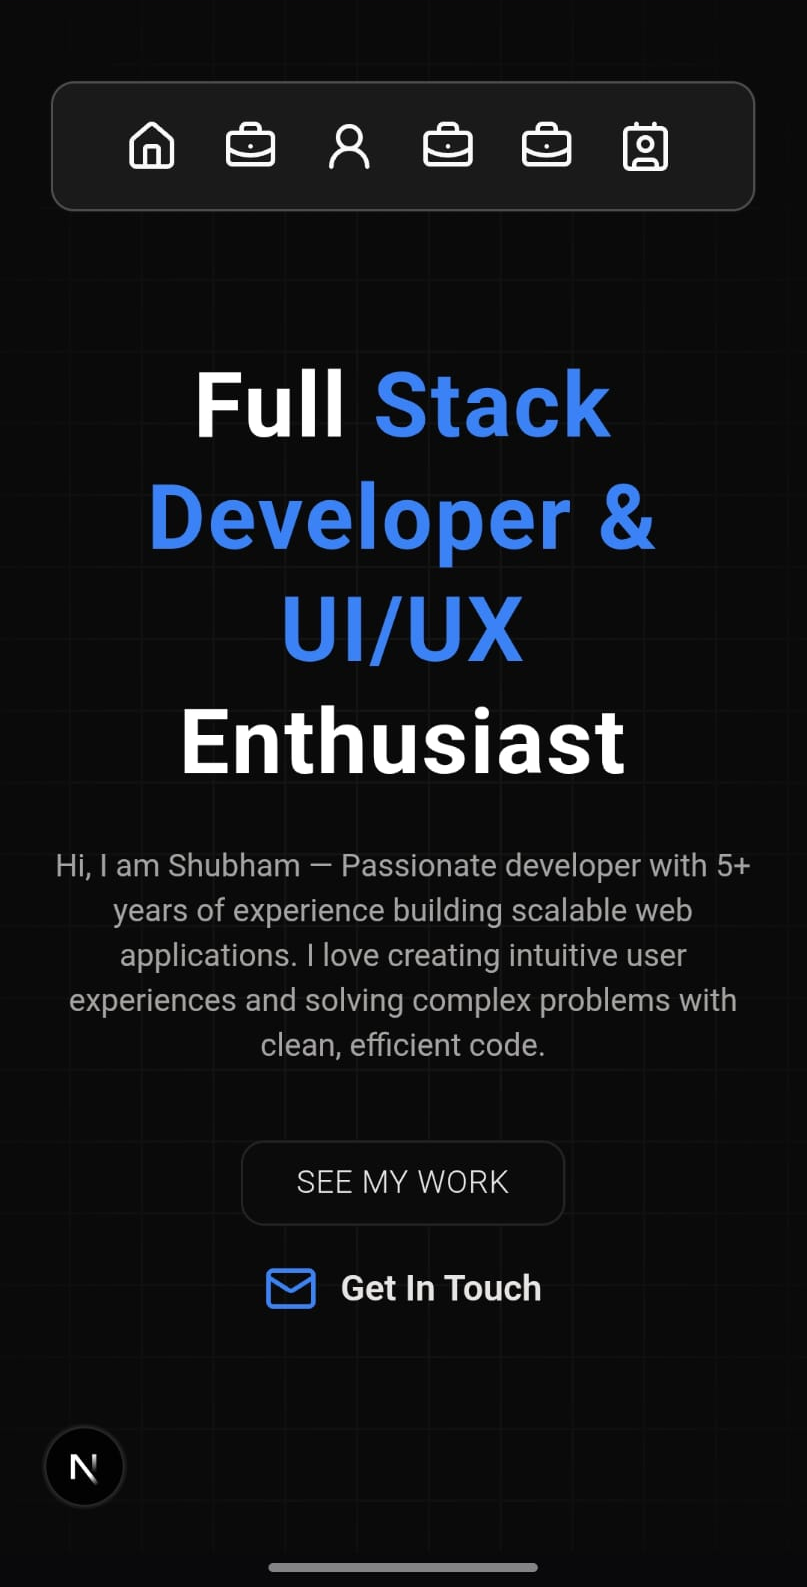 Full Stack
Developer &
UI/UX
Enthusiast
Hi, I am Shubham — Passionate developer with 5+
years of experience building scalable web
applications. I love creating intuitive user
experiences and solving complex problems with
clean, efficient code.
SEE MY WORK
Get In Touch
N